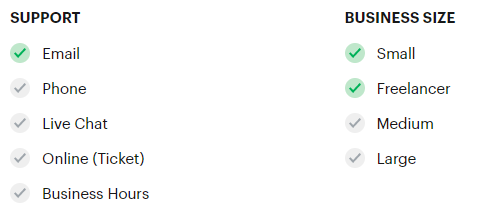 SUPPORT
Email
Phone
Live Chat
Online (Ticket)
Business Hours
BUSINESS SIZE
Small
Freelancer
Medium
Large